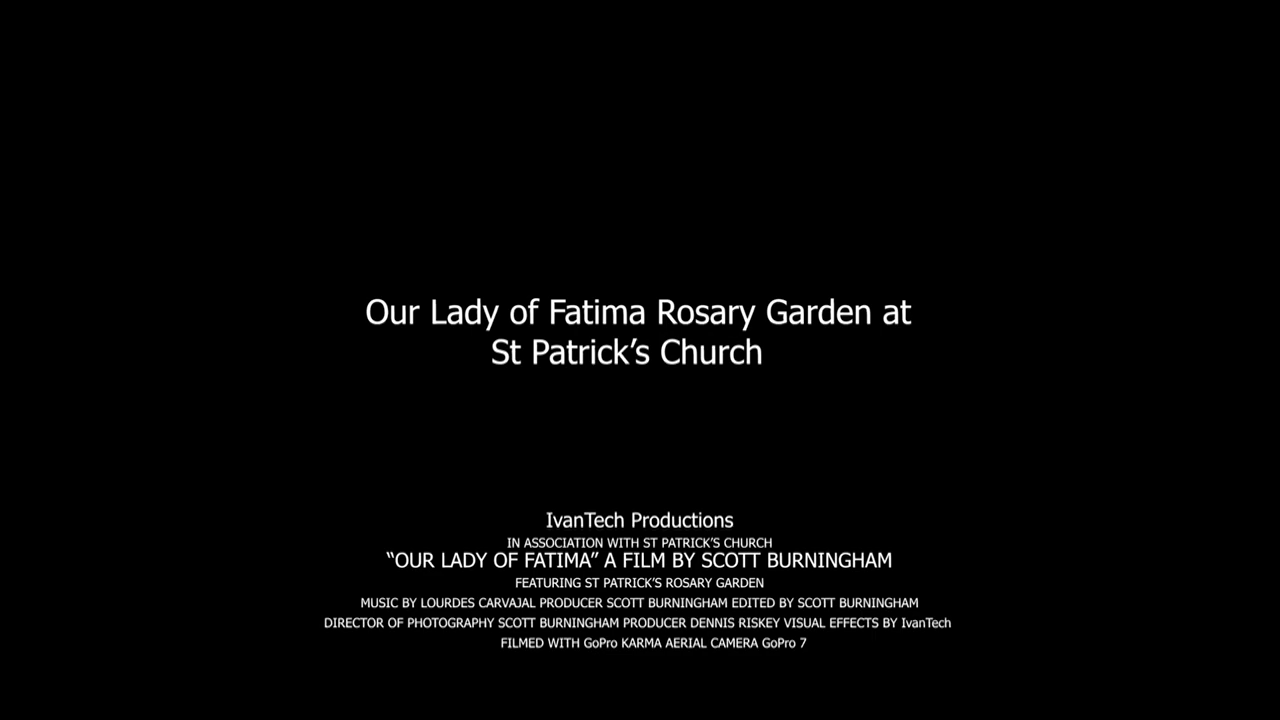 Our Lady of Fatima Rosary Garden at
St Patrick’s Church
IvanTech Productions
IN ASSOCIATION WITH ST PATRICK’S CHURCH
“OUR LADY OF FATIMA” A FILM BY SCOTT BURNINGHAM
FEATURING ST PATRICK’S ROSARY GARDEN
MUSIC BY LOURDES CARVAJAL PRODUCER SCOTT BURNINGHAM EDITED BY SCOTT BURNINGHAM
DIRECTOR OF PHOTOGRAPHY SCOTT BURNINGHAM PRODUCER DENNIS RISKEY VISUAL EFFECTS BY IvanTech
FILMED WITH GoPro KARMA AERIAL CAMERA GoPro 7